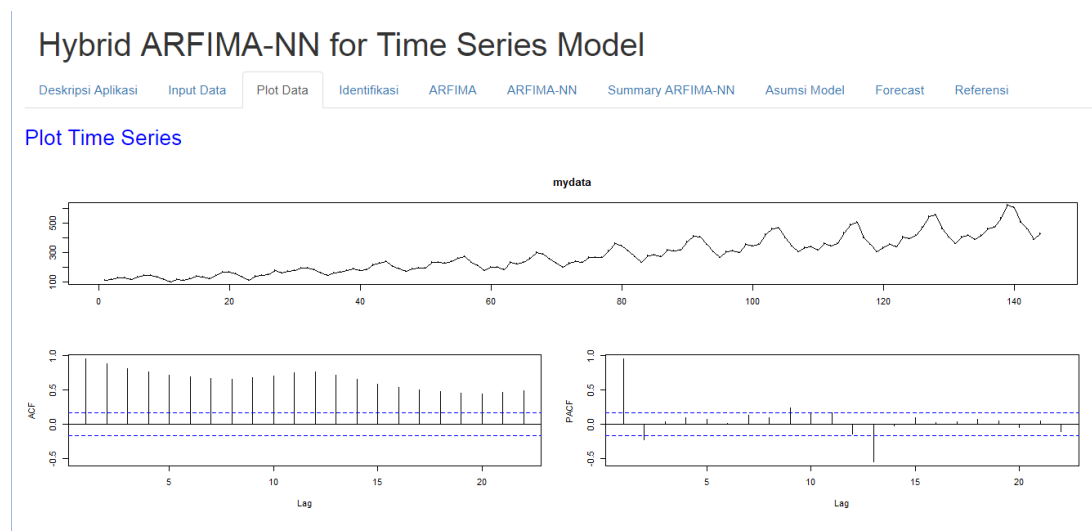 Hybrid ARFIMA-NN for Time Series Model
Deskripsi Aplikasi Input Data Plot Data Identifikasi ARFIMA ARFIMA-NN Summary ARFIMA-NN Asumsi Model Forecast Referensi
Plot Time Series
mydata
500
300
100
0 20 40 60 80 100 120 140
1.0
0.5
0.0
-0.5
ACF
5 10 15 20
Lag
1.0
0.5
0.0
-0.5
PACF
5 10 15 20
Lag